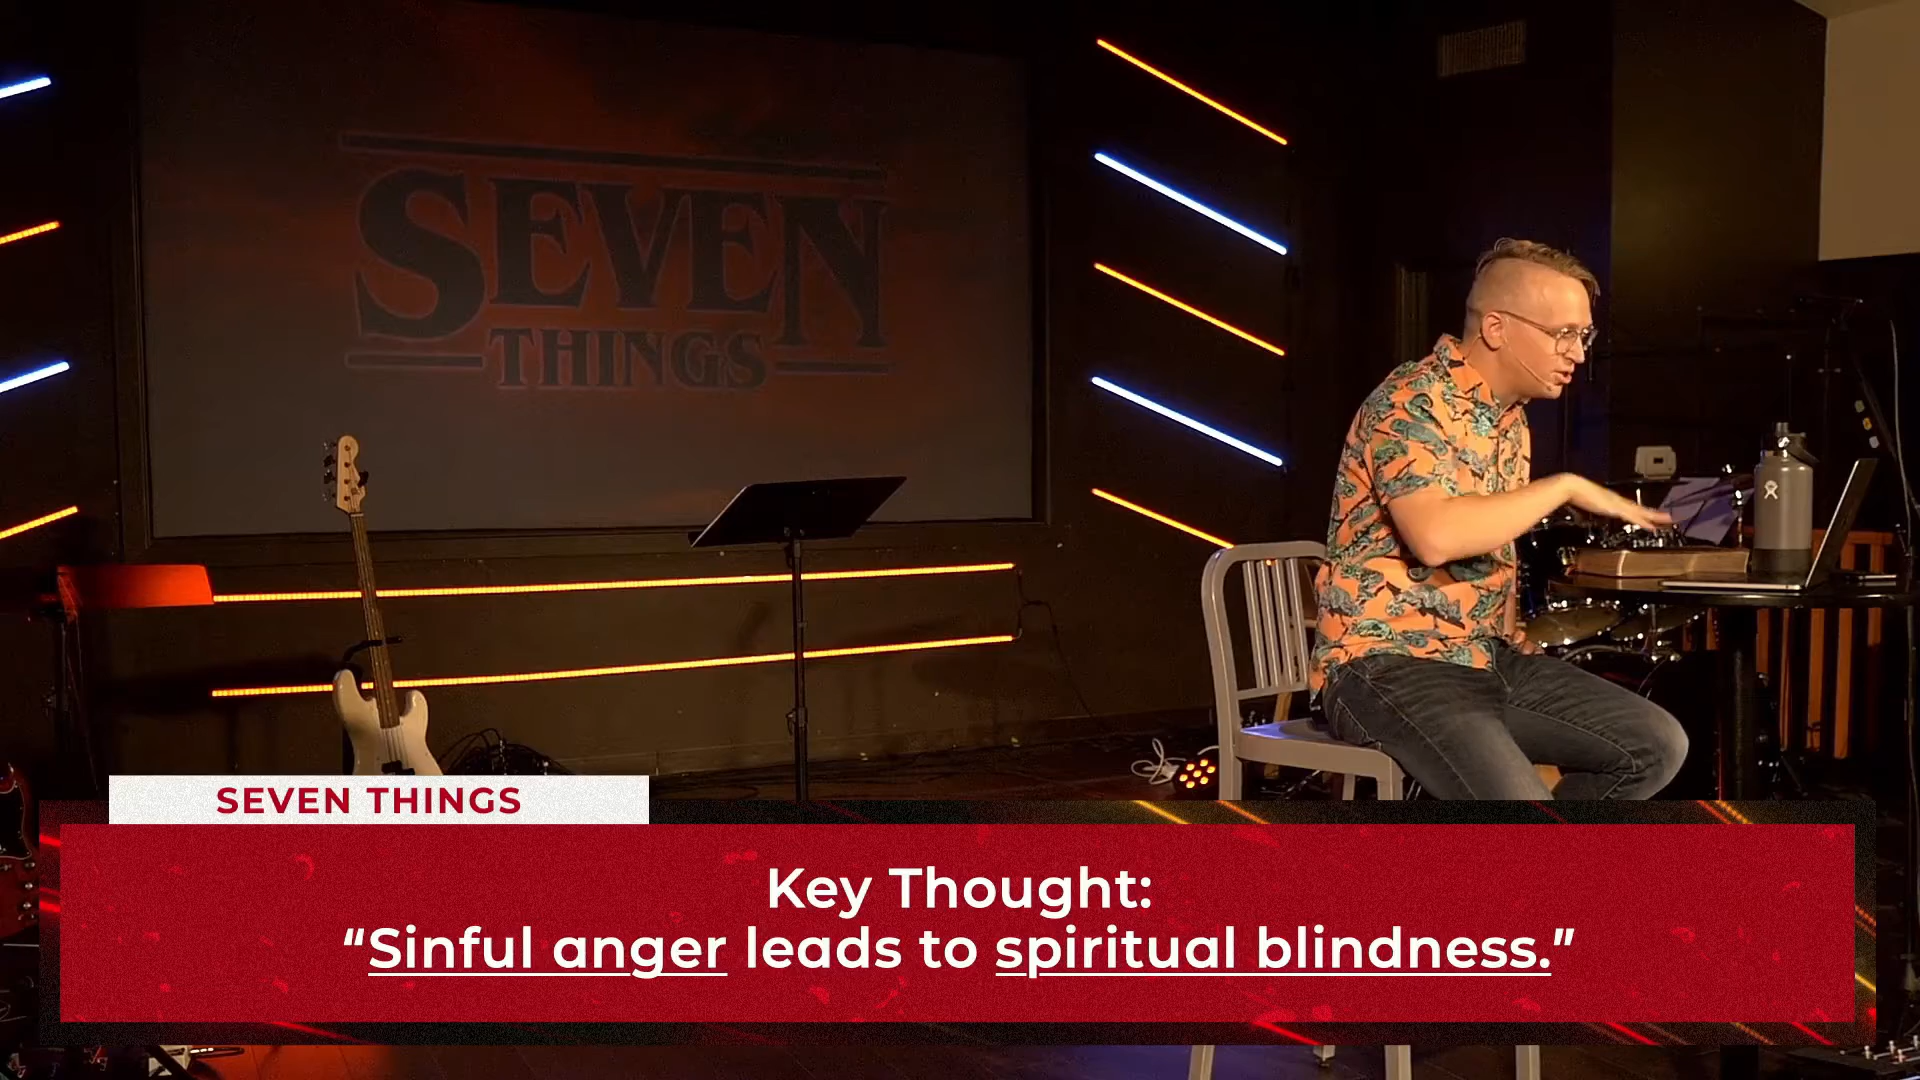 SEVEN
THINGS
SEVEN THINGS
Key Thought:
“Sinful anger leads to spiritual blindness.”